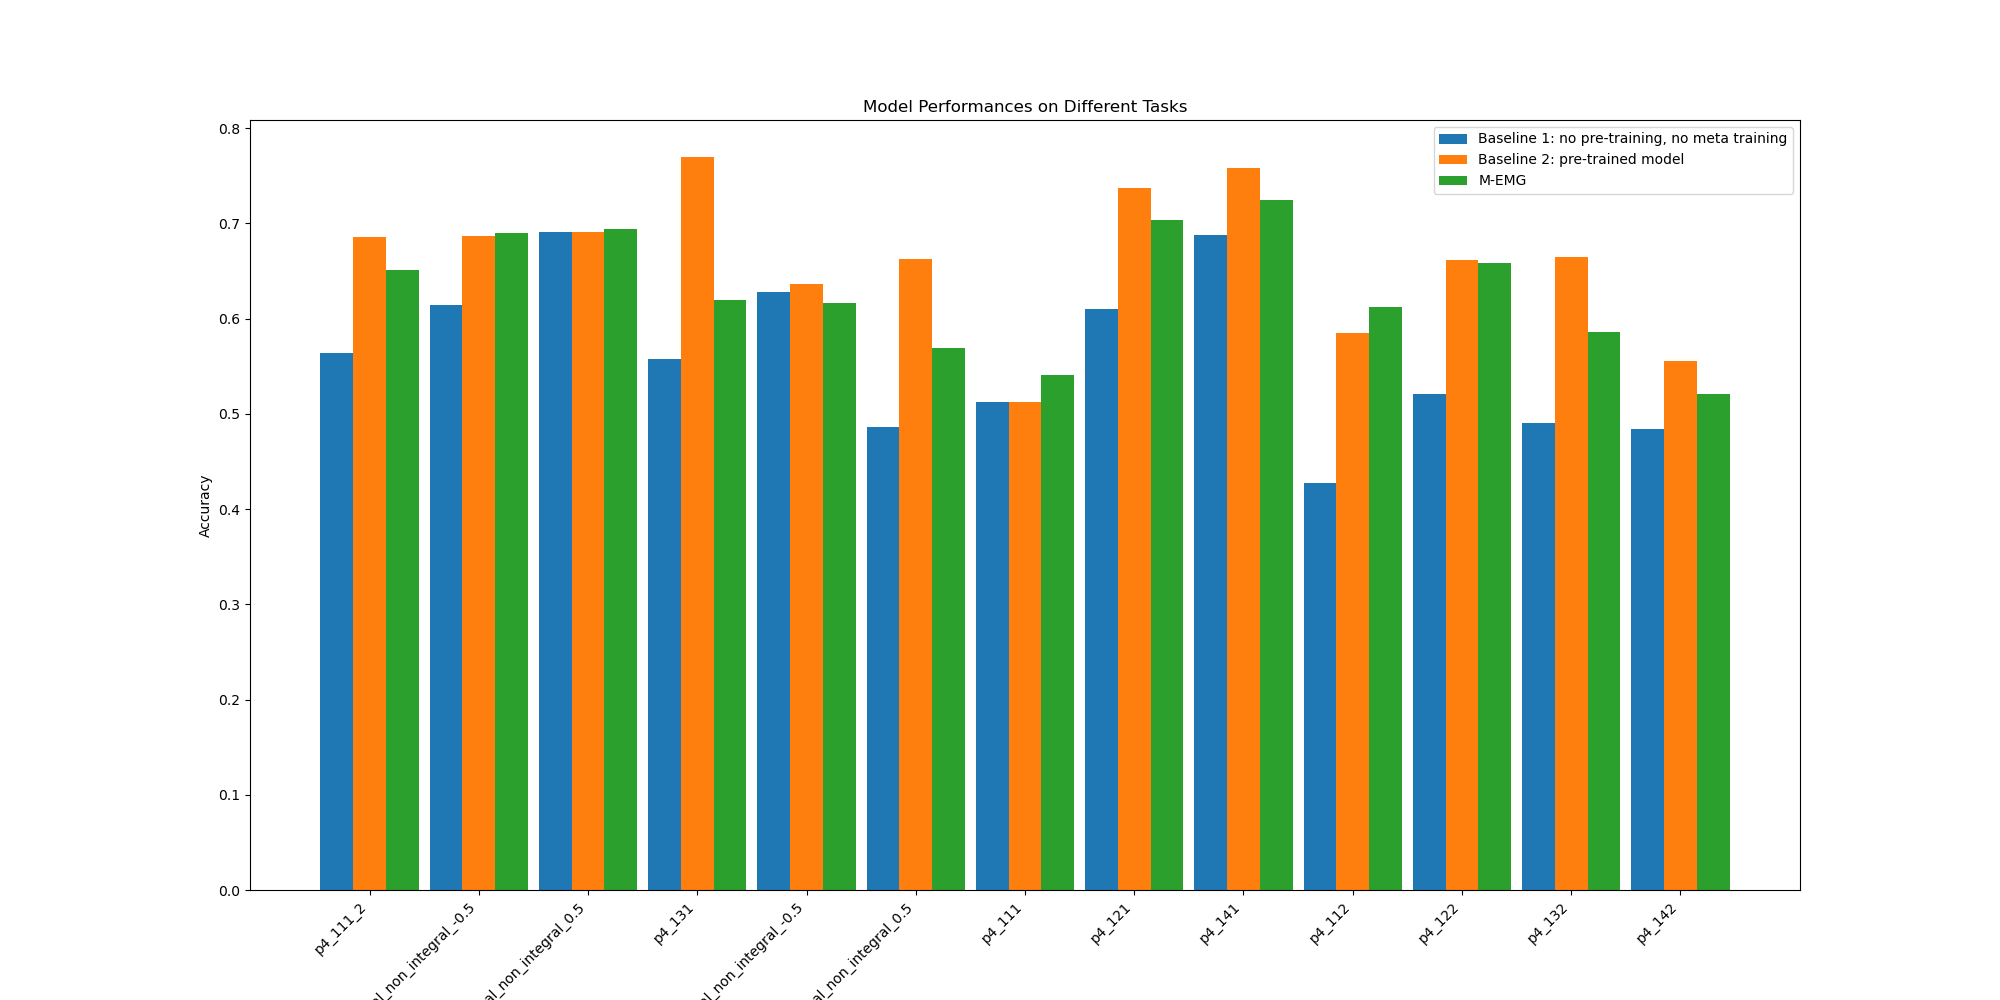 Model Performances on Different Tasks
Baseline 1: no pre-training, no meta training
Baseline 2: pre-trained model
M-EMG
Accuracy
0.8
0.7
0.6
0.5
0.4
0.3
0.2
0.1
0.0
p4_111_2
al_non_integral_-0.5
al_non_integral_0.5
p4_131
al_non_integral_-0.5
al_non_integral_0.5
p4_111
p4_121
p4_141
p4_112
p4_122
p4_132
p4_142